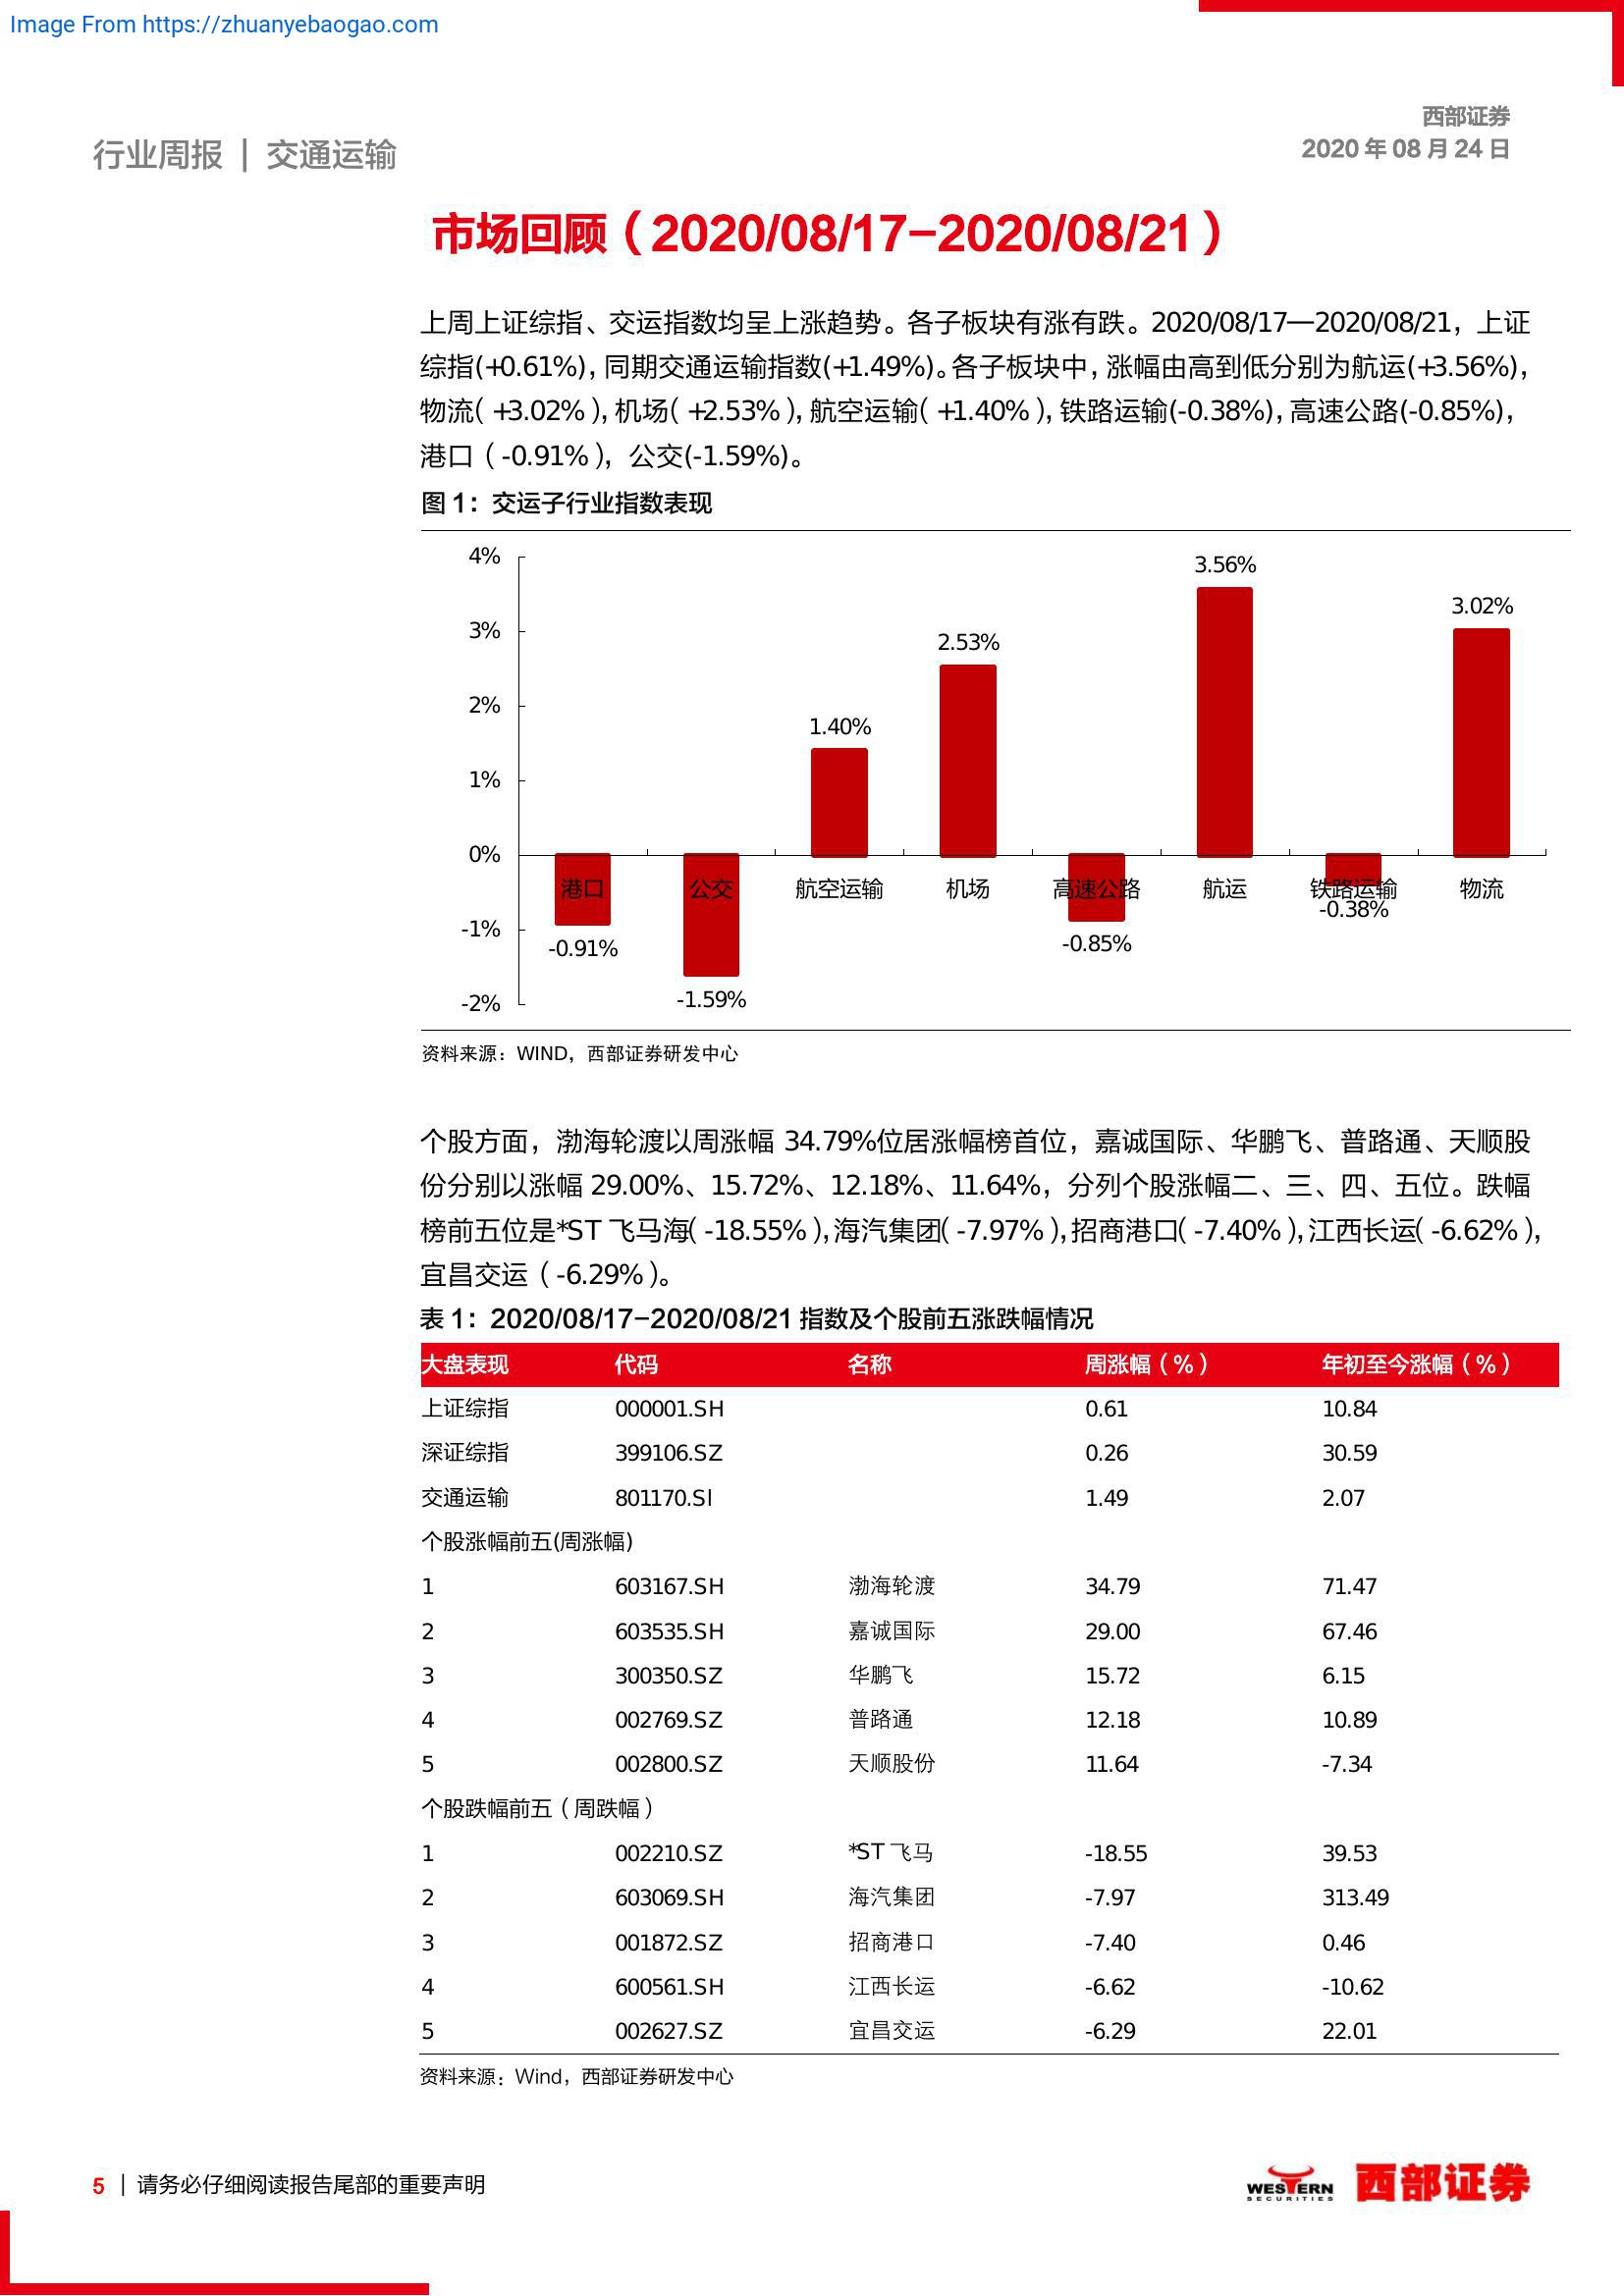 Image From https://zhuanyebaogao.com
西部证券
2020 年 08 月 24 日
行业周报 | 交通运输
市场回顾（2020/08/17-2020/08/21）
上周上证综指、交运指数均呈上涨趋势。各子板块有涨有跌。2020/08/17—2020/08/21，上证
综指(+0.61%)，同期交通运输指数(+1.49%)。各子板块中，涨幅由高到低分别为航运(+3.56%)，
物流（+3.02%），机场（+2.53%），航空运输（+1.40%），铁路运输(-0.38%)，高速公路(-0.85%)，
港口（-0.91%），公交(-1.59%)。
图 1：交运子行业指数表现
4%
3%
2%
1%
0%
-1%
-2%
3.56%
3.02%
2.53%
1.40%
港口 公交 航空运输 机场 高速公路 航运 铁路运输 物流
-0.38%
-0.91%
-0.85%
-1.59%
资料来源：WIND，西部证券研发中心
个股方面，渤海轮渡以周涨幅 34.79%位居涨幅榜首位，嘉诚国际、华鹏飞、普路通、天顺股
份分别以涨幅 29.00%、15.72%、12.18%、11.64%，分列个股涨幅二、三、四、五位。跌幅
榜前五位是*ST 飞马海（-18.55%），海汽集团（-7.97%），招商港口（-7.40%），江西长运（-6.62%），
宜昌交运（-6.29%）。
表 1：2020/08/17-2020/08/21 指数及个股前五涨跌幅情况
大盘表现 代码 名称 周涨幅（%） 年初至今涨幅（%）
上证综指 000001.SH 0.61 10.84
深证综指 399106.SZ 0.26 30.59
交通运输 801170.SI 1.49 2.07
个股涨幅前五(周涨幅)
1 603167.SH 渤海轮渡 34.79 71.47
2 603535.SH 嘉诚国际 29.00 67.46
3 300350.SZ 华鹏飞 15.72 6.15
4 002769.SZ 普路通 12.18 10.89
5 002800.SZ 天顺股份 11.64 -7.34
个股跌幅前五（周跌幅）
1 002210.SZ *ST 飞马 -18.55 39.53
2 603069.SH 海汽集团 -7.97 313.49
3 001872.SZ 招商港口 -7.40 0.46
4 600561.SH 江西长运 -6.62 -10.62
5 002627.SZ 宜昌交运 -6.29 22.01
资料来源：Wind，西部证券研发中心
5 | 请务必仔细阅读报告尾部的重要声明
WESTERN
SECURITIES
西部证券